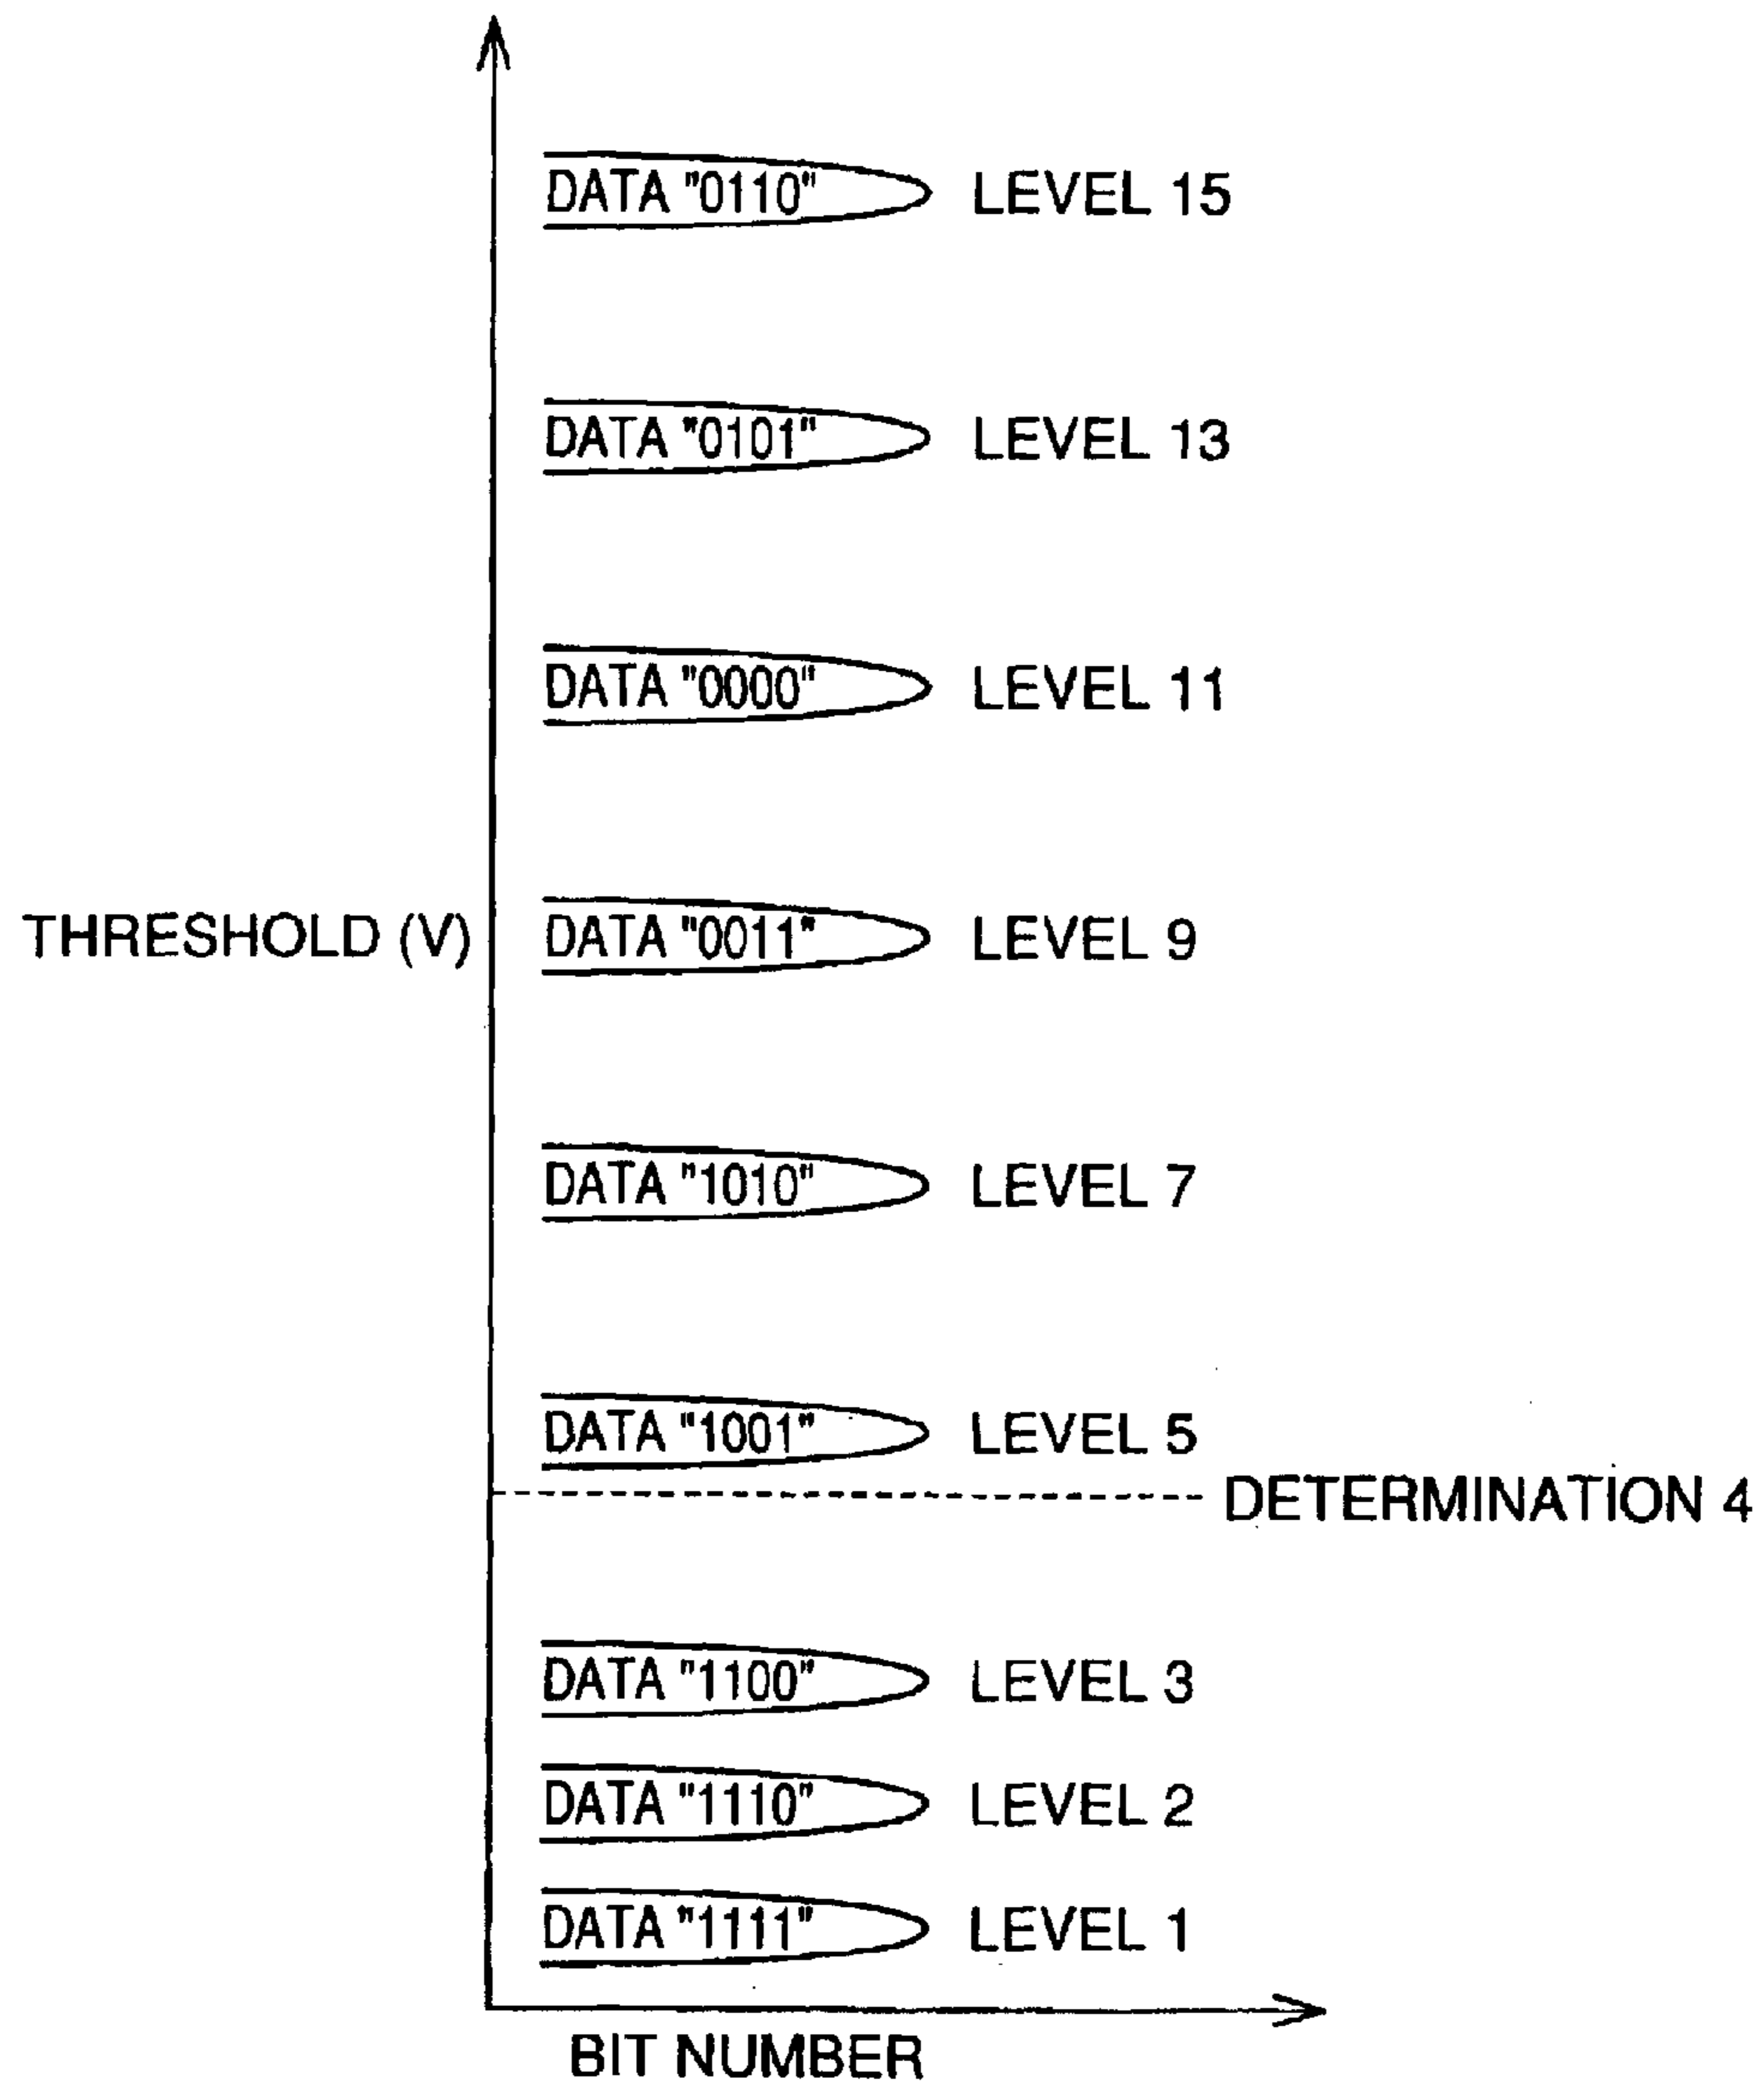 DATA "0110" LEVEL 15
DATA "0101" LEVEL 13
DATA "0000" LEVEL 11
THRESHOLD (V) DATA "0011" LEVEL 9
DATA "1010" LEVEL 7
DATA "1001" LEVEL 5
DETERMINATION 4
DATA "1100" LEVEL 3
DATA "1110" LEVEL 2
DATA "1111" LEVEL 1
BIT NUMBER